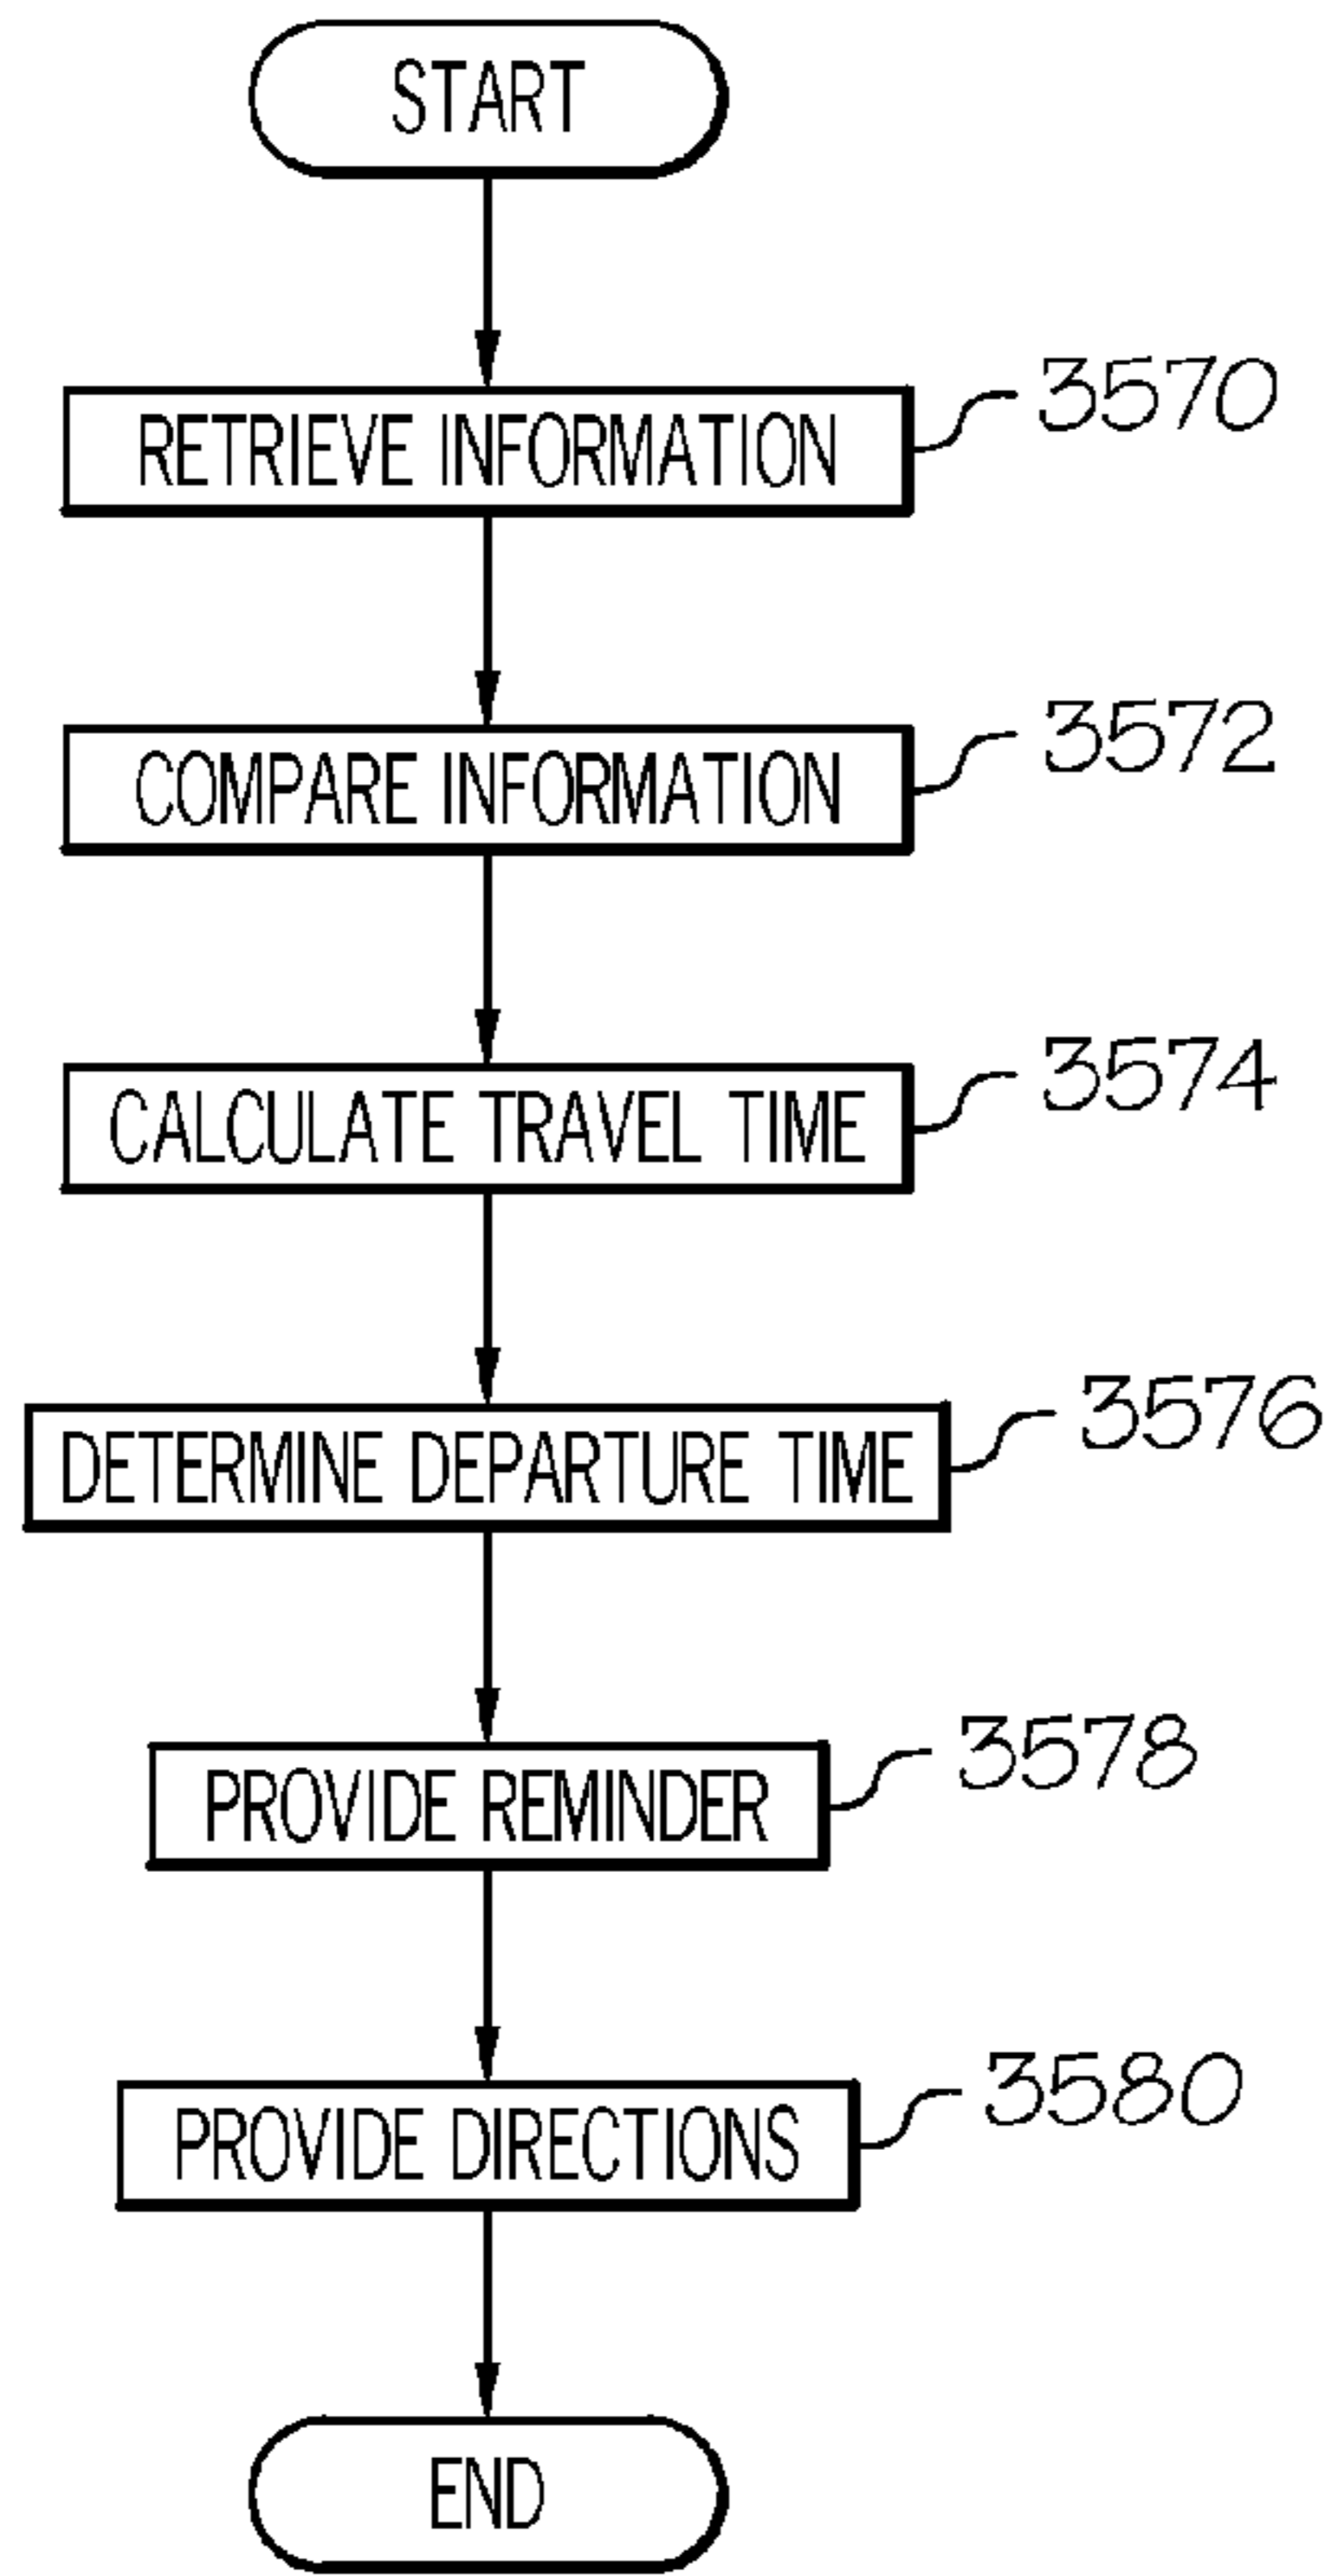 START
RETRIEVE INFORMATION 3570
COMPARE INFORMATION 3572
CALCULATE TRAVEL TIME 3574
DETERMINE DEPARTURE TIME 3576
PROVIDE REMINDER 3578
PROVIDE DIRECTIONS 3580
END